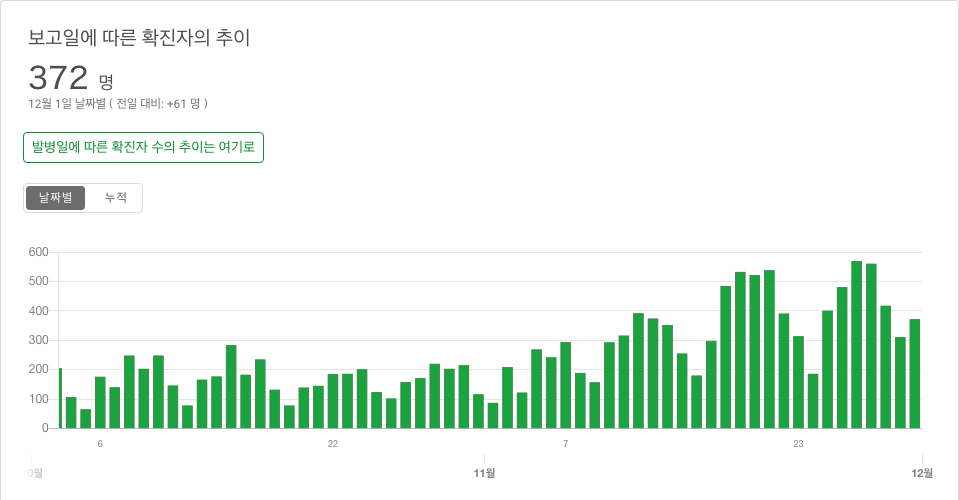 보고일에 따른 확진자의 추이
372 명
12월 1일 날짜별 ( 전일 대비: +61 명 )
발병일에 따른 확진자 수의 추이는 여기로
날짜별 누적
600
500
400
300
200
100
0
6 22 7 23
0월 11월 12월